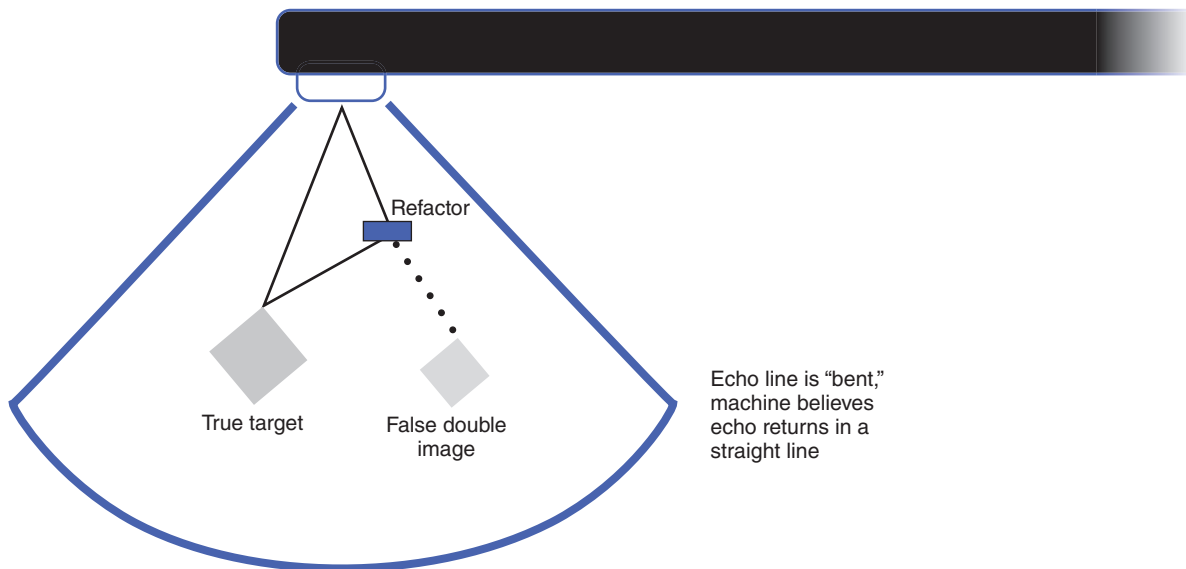 Refactor
True target
False double
image
Echo line is “bent,”
machine believes
echo returns in a
straight line